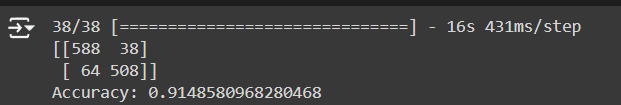 38/38 [==============================] - 16s 431ms/step
[[588  38]
 [ 64 508]]
Accuracy: 0.9148580968280468